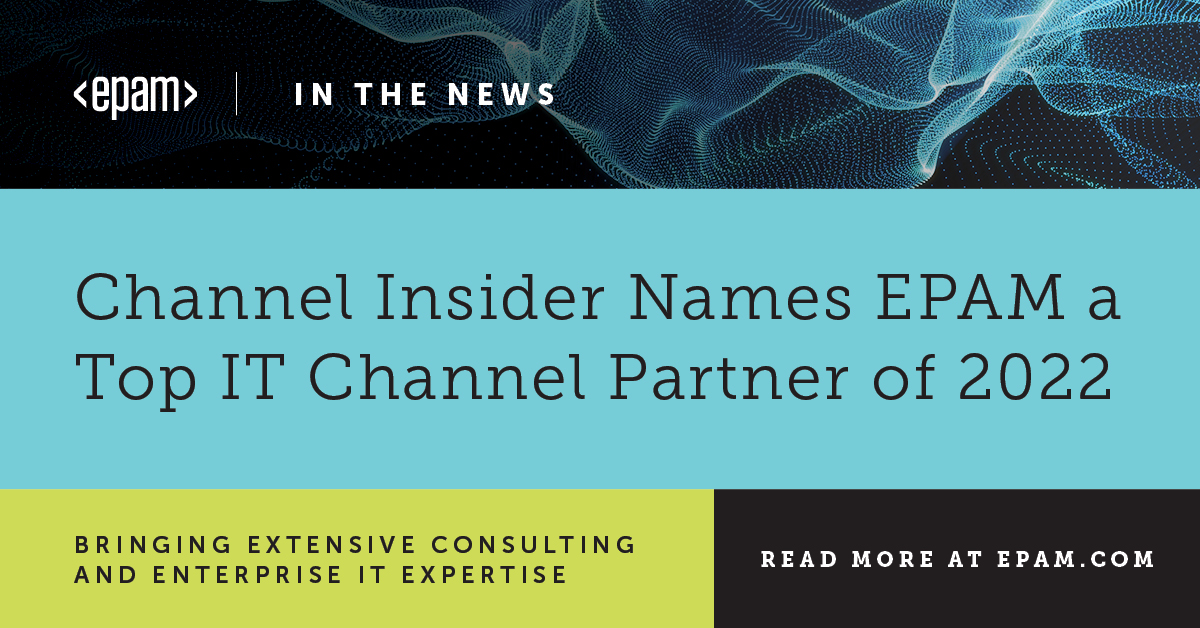 <epam> | IN THE NEWS
Channel Insider Names EPAM a
Top IT Channel Partner of 2022
BRINGING EXTENSIVE CONSULTING
AND ENTERPRISE IT EXPERTISE
READ MORE AT EPAM.COM